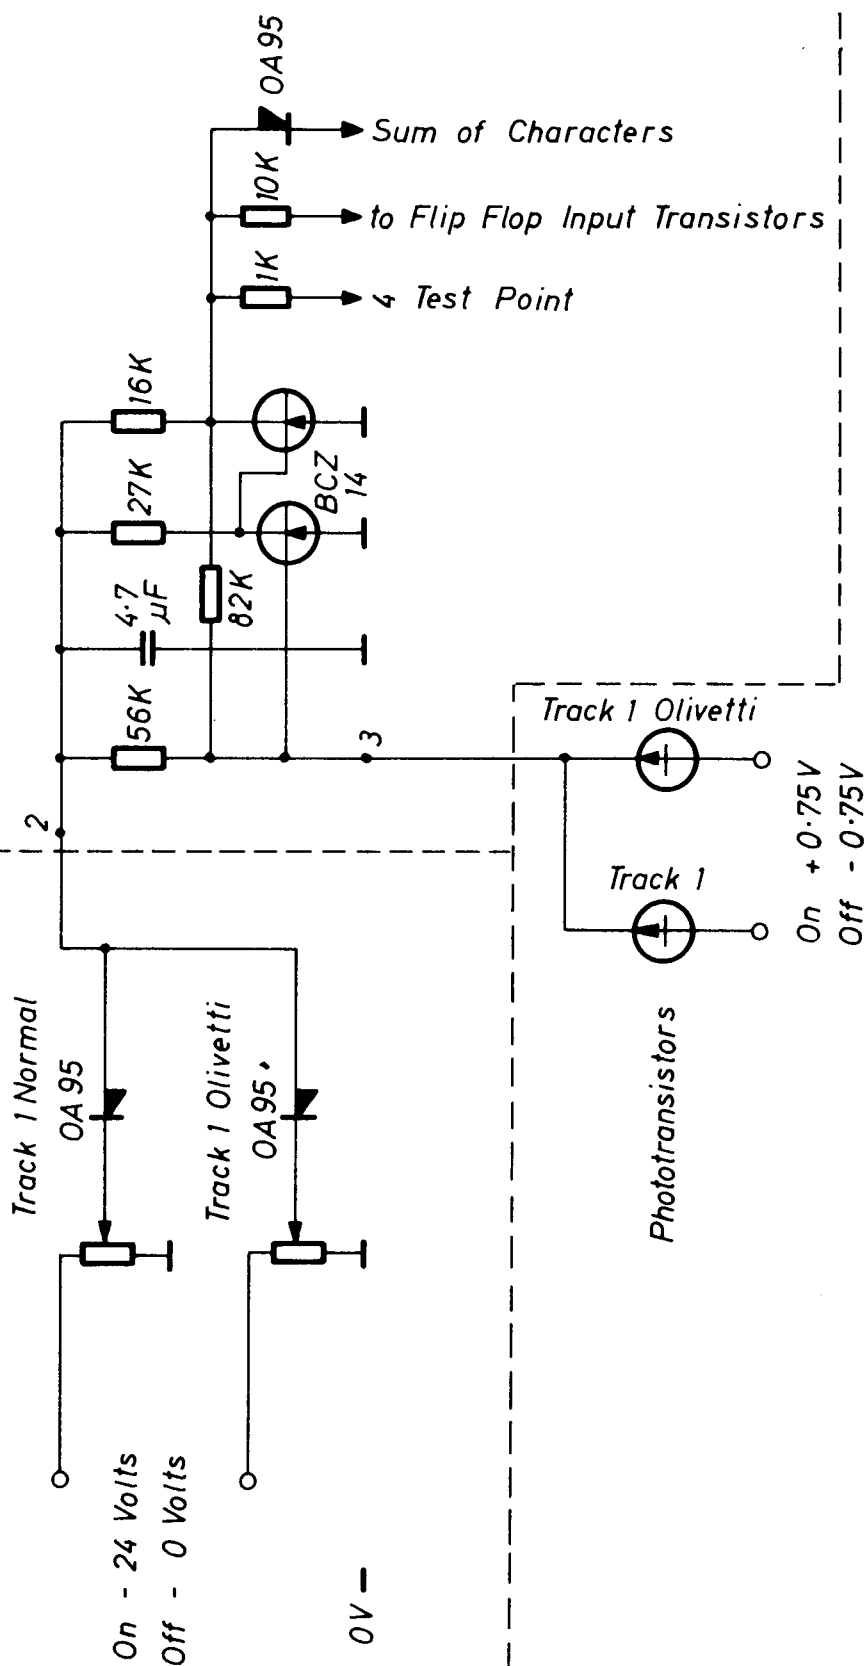 OA95
Sum of Characters
10K
to Flip Flop Input Transistors
1K
4 Test Point
16K
27K
BCZ
14
4·7
µF
82K
56K
3
2
Track 1 Olivetti
Track 1
On +0·75V
Off - 0·75V
Phototransistors
Track 1 Normal
OA95
Track 1 Olivetti
OA95
On - 24 Volts
Off - 0 Volts
0V